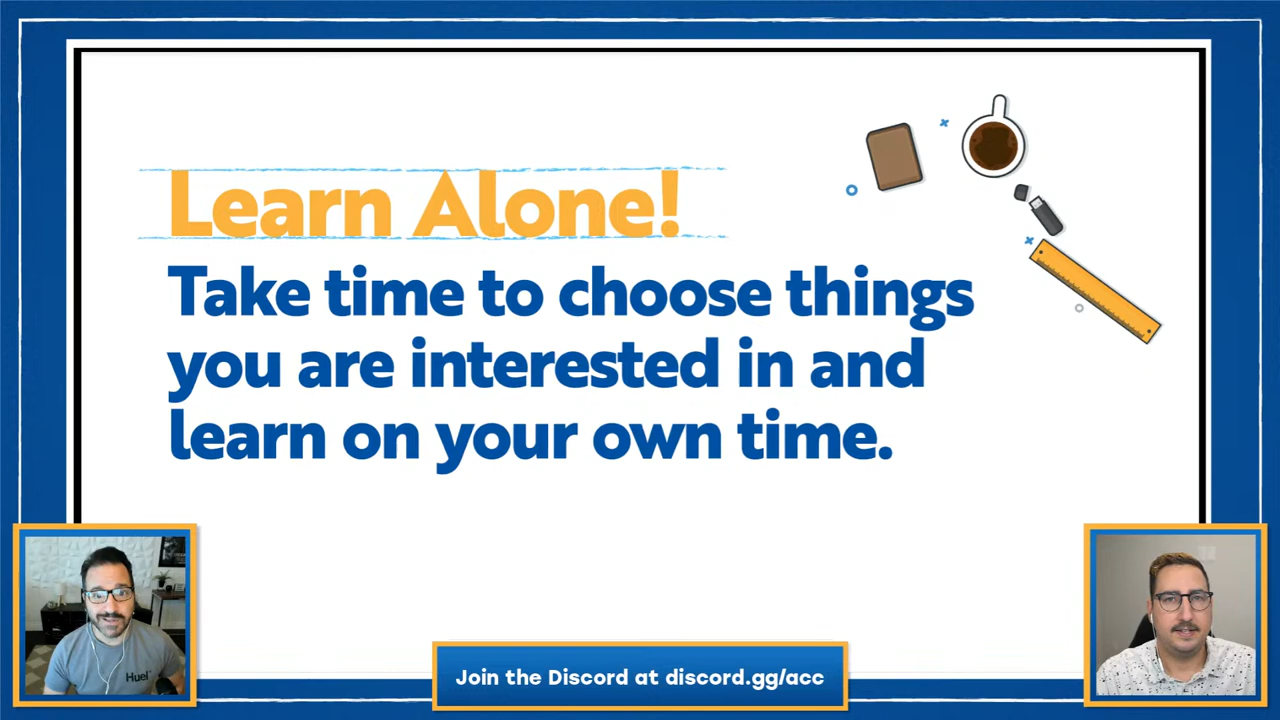 Learn Alone!
Take time to choose things
you are interested in and
learn on your own time.
Huel
Join the Discord at discord.gg/acc